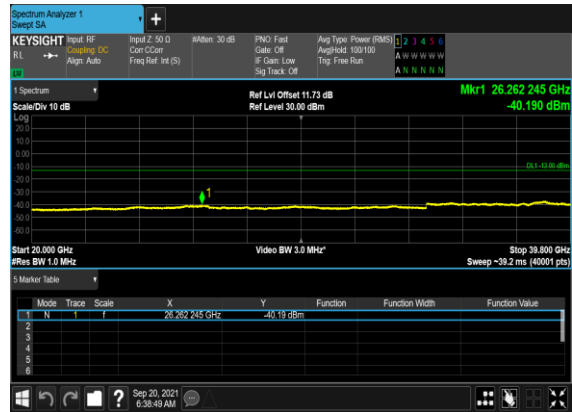 Spectrum Analyzer 1
Swept SA
KEYSIGHT Input: RF Input Z: 50 Ω #Atten: 30 dB PNO: Fast Avg Type: Power (RMS) 1 2 3 4 5 6
RL Coupling: DC Corr CCorr Gate: Off Avg|Hold: 100/100 A W W W W W
Align: Auto Freq Ref: Int (S) IF Gain: Low Trig: Free Run
Sig Track: Off A N N N N N
1 Spectrum Ref Lvl Offset 11.73 dB Mkr1 26.262 245 GHz
Scale/Div 10 dB Ref Level 30.00 dBm -40.190 dBm
Log
20.0
10.0
0.00
-10.0 DL1 -13.00 dBm
-20.0
-30.0
-40.0 1
-50.0
-60.0
Start 20.000 GHz Video BW 3.0 MHz* Stop 39.800 GHz
#Res BW 1.0 MHz Sweep ~39.2 ms (40001 pts)
5 Marker Table
Mode Trace Scale X Y Function Function Width Function Value
1 N 1 f 26.262 245 GHz -40.19 dBm
2
3
4
5
6
? Sep 20, 2021
6:38:49 AM